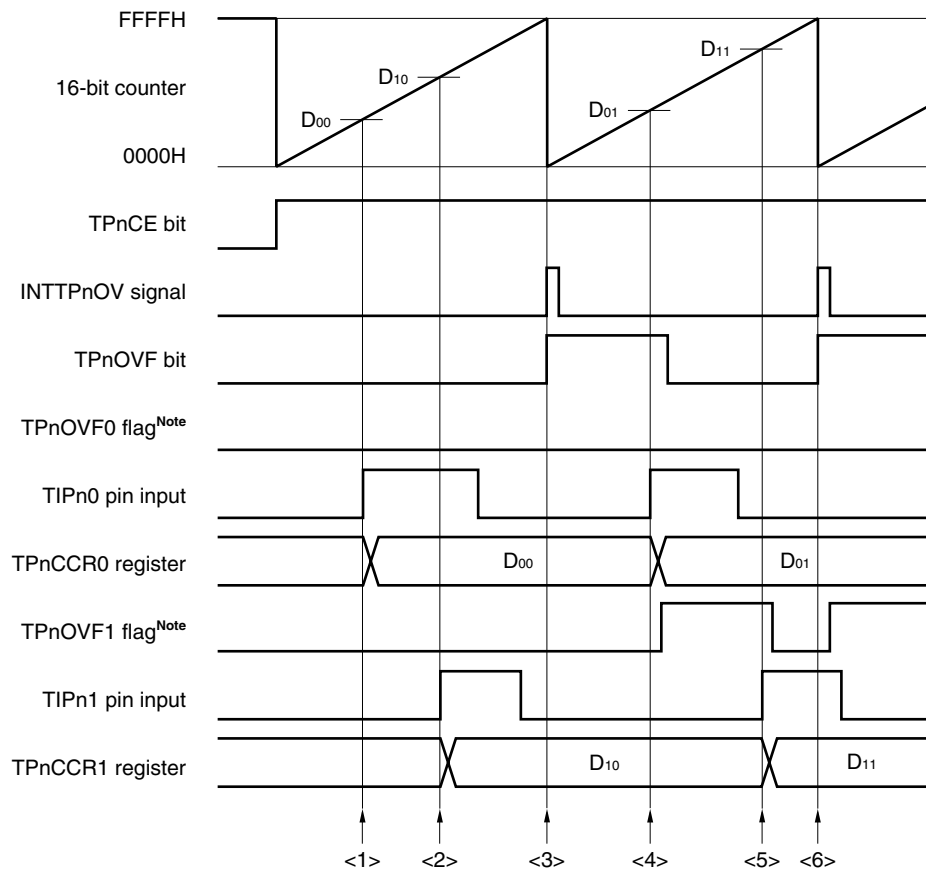 FFFFH
D11
D10
16-bit counter
D01
D00
0000H
TPnCE bit
INTTPnOV signal
TPnOVF bit
TPnOVF0 flagNote
TIPn0 pin input
TPnCCR0 register D00 D01
TPnOVF1 flagNote
TIPn1 pin input
TPnCCR1 register D10 D11
<1> <2> <3> <4> <5> <6>